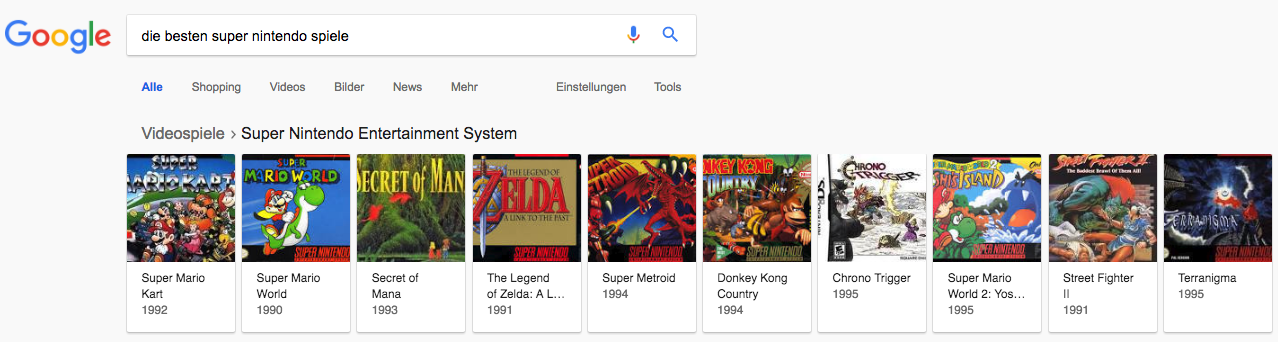 Google
die besten super nintendo spiele
Alle Shopping Videos Bilder News Mehr Einstellungen Tools
Videospiele › Super Nintendo Entertainment System
SUPER MARIO KART
SUPER MARIO WORLD
SUPER NINTENDO
SECRET of MAN
THE LEGEND OF ZELDA
A LINK TO THE PAST
SUPER NINTENDO
SUPER METROID
SUPER NINTENDO
DONKEY KONG COUNTRY
SUPER NINTENDO
CHRONO TRIGGER
NINTENDO DS
SUPER MARIO WORLD 2
ISLAND
SUPER NINTENDO
STREET FIGHTER II
The Baddest Brawl Of Them All!
TERRANIGMA
SUPER NINTENDO
Super Mario
Kart
1992
Super Mario
World
1990
Secret of
Mana
1993
The Legend
of Zelda: A L...
1991
Super Metroid
1994
Donkey Kong
Country
1994
Chrono Trigger
1995
Super Mario
World 2: Yos...
1995
Street Fighter
II
1991
Terranigma
1995